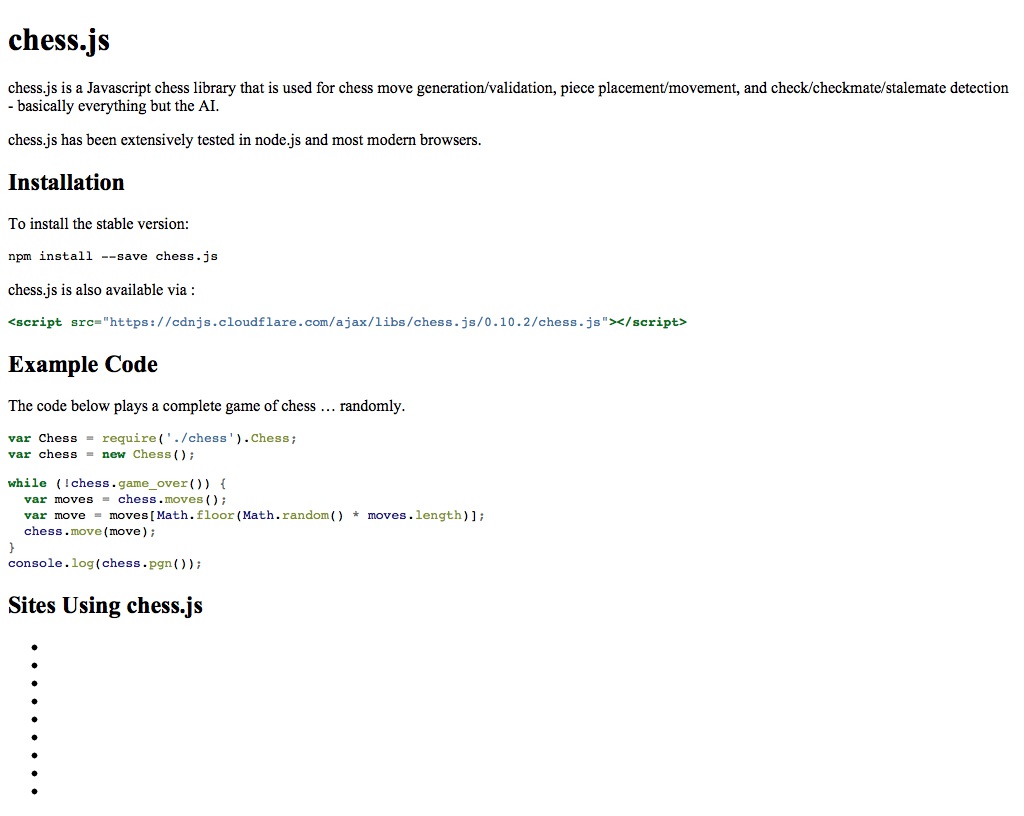 chess.js
chess.js is a Javascript chess library that is used for chess move generation/validation, piece placement/movement, and check/checkmate/stalemate detection
- basically everything but the AI.
chess.js has been extensively tested in node.js and most modern browsers.
Installation
To install the stable version:
npm install --save chess.js
chess.js is also available via :
<script src="https://cdnjs.cloudflare.com/ajax/libs/chess.js/0.10.2/chess.js"></script>
Example Code
The code below plays a complete game of chess … randomly.
var Chess = require('./chess').Chess;
var chess = new Chess();
while (!chess.game_over()) {
  var moves = chess.moves();
  var move = moves[Math.floor(Math.random() * moves.length)];
  chess.move(move);
}
console.log(chess.pgn());
Sites Using chess.js